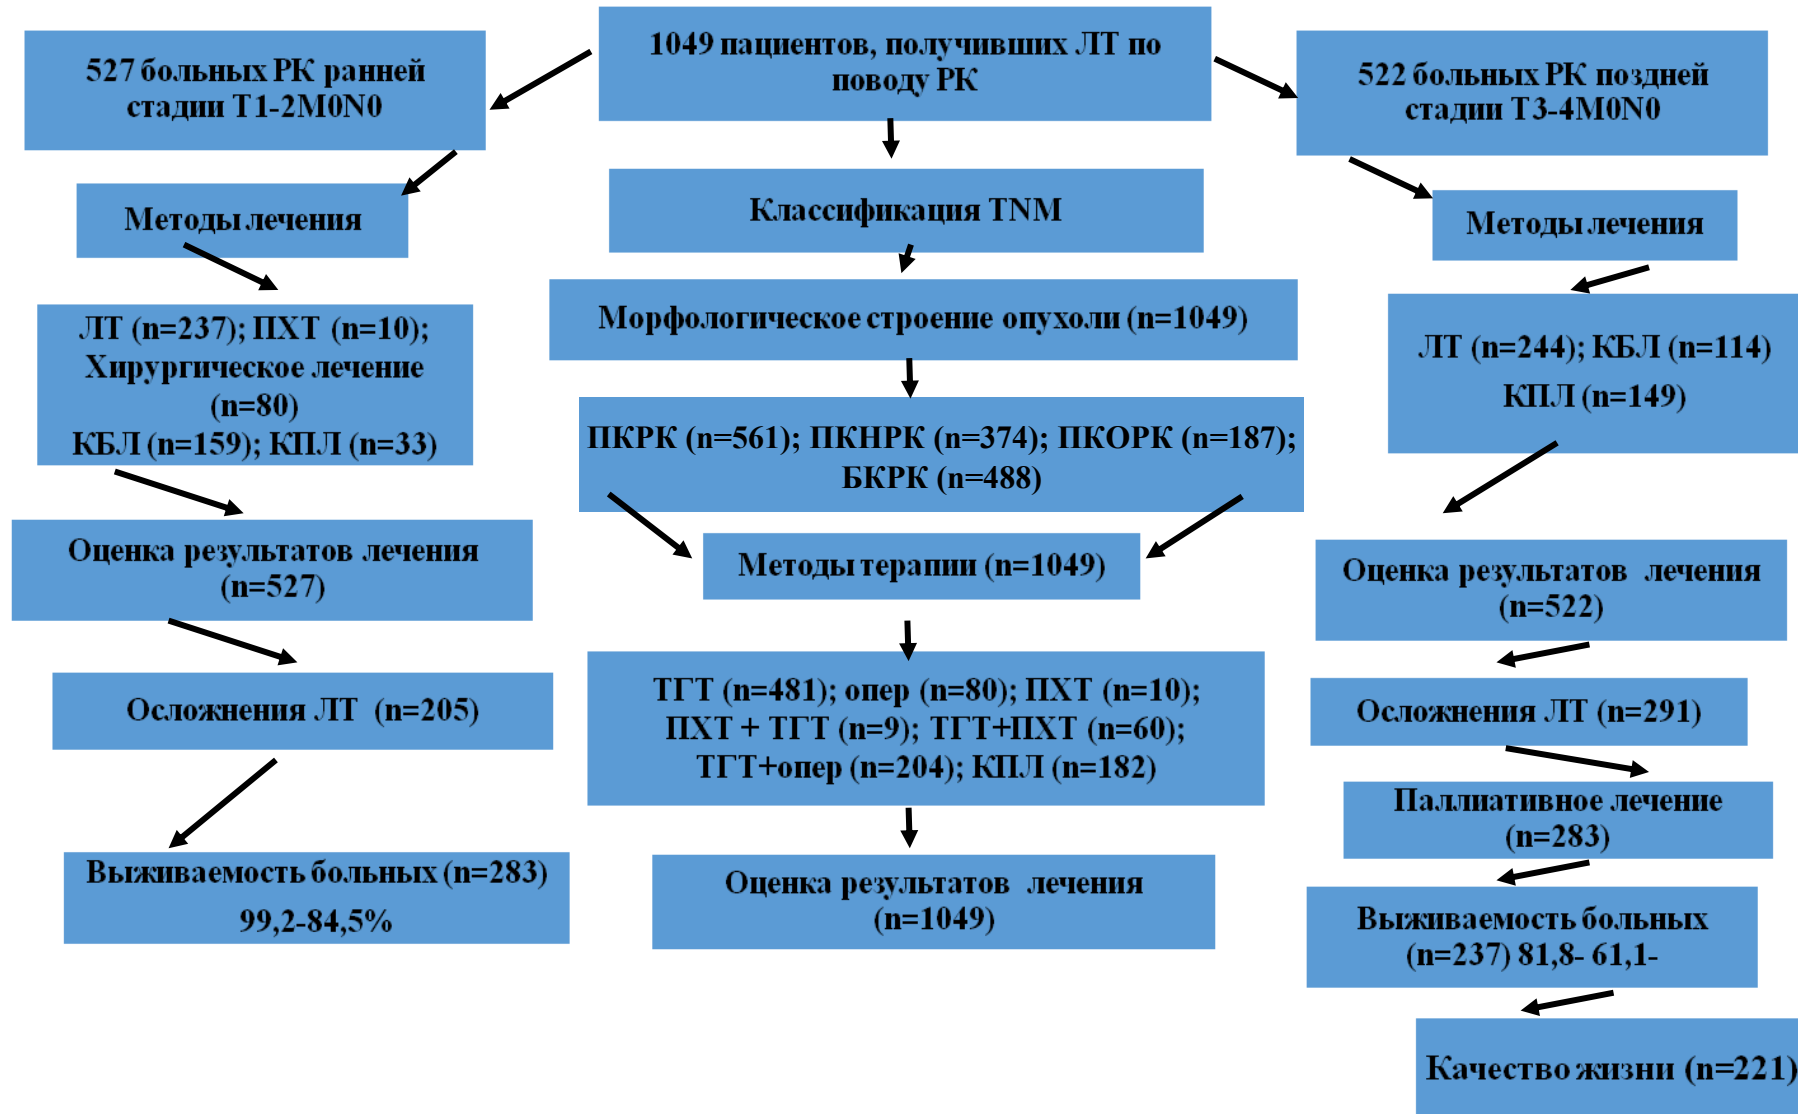 1049 пациентов, получивших ЛТ по
поводу РК
527 больных РК ранней
стадии T1-2M0N0
Методы лечения
ЛТ (n=237); ПХТ (n=10);
Хирургическое лечение
(n=80)
КБЛ (n=159); КПЛ (n=33)
Оценка результатов лечения
(n=527)
Осложнения ЛТ (n=205)
Выживаемость больных (n=283)
99,2-84,5%
Классификация TNM
Морфологическое строение опухоли (n=1049)
ПКРК (n=561); ПКНРК (n=374); ПКОРК (n=187);
БКРК (n=488)
Методы терапии (n=1049)
ТГТ (n=481); опер (n=80); ПХТ (n=10);
ПХТ + ТГТ (n=9); ТГТ+ПХТ (n=60);
ТГТ+опер (n=204); КПЛ (n=182)
Оценка результатов лечения
(n=1049)
522 больных РК поздней
стадии T3-4M0N0
Методы лечения
ЛТ (n=244); КБЛ (n=114)
КПЛ (n=149)
Оценка результатов лечения
(n=522)
Осложнения ЛТ (n=291)
Паллиативное лечение
(n=283)
Выживаемость больных
(n=237) 81,8- 61,1-
Качество жизни (n=221)